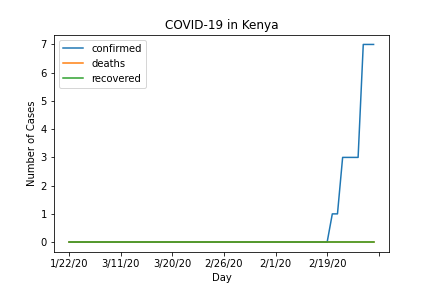 COVID-19 in Kenya
confirmed
deaths
recovered
Number of Cases
7
6
5
4
3
2
1
0
1/22/20 3/11/20 3/20/20 2/26/20 2/1/20 2/19/20
Day